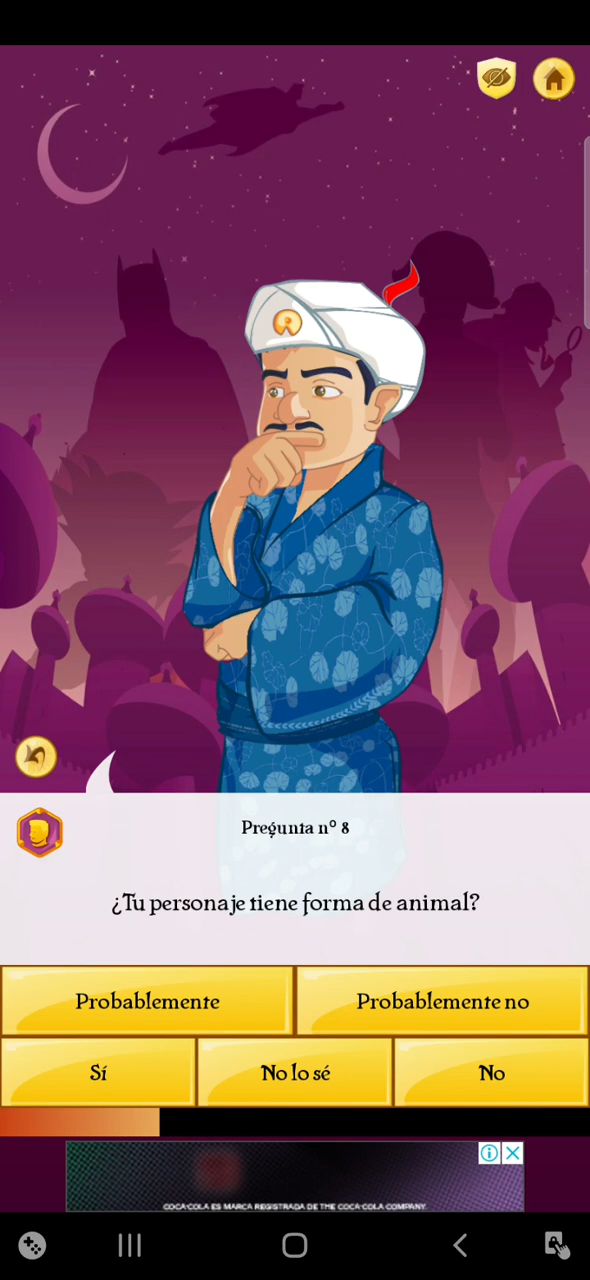 Pregunta nº 8
¿Tu personaje tiene forma de animal?
Probablemente
Probablemente no
Sí
No lo sé
No
COCA-COLA ES MARCA REGISTRADA DE THE COCA-COLA COMPANY.